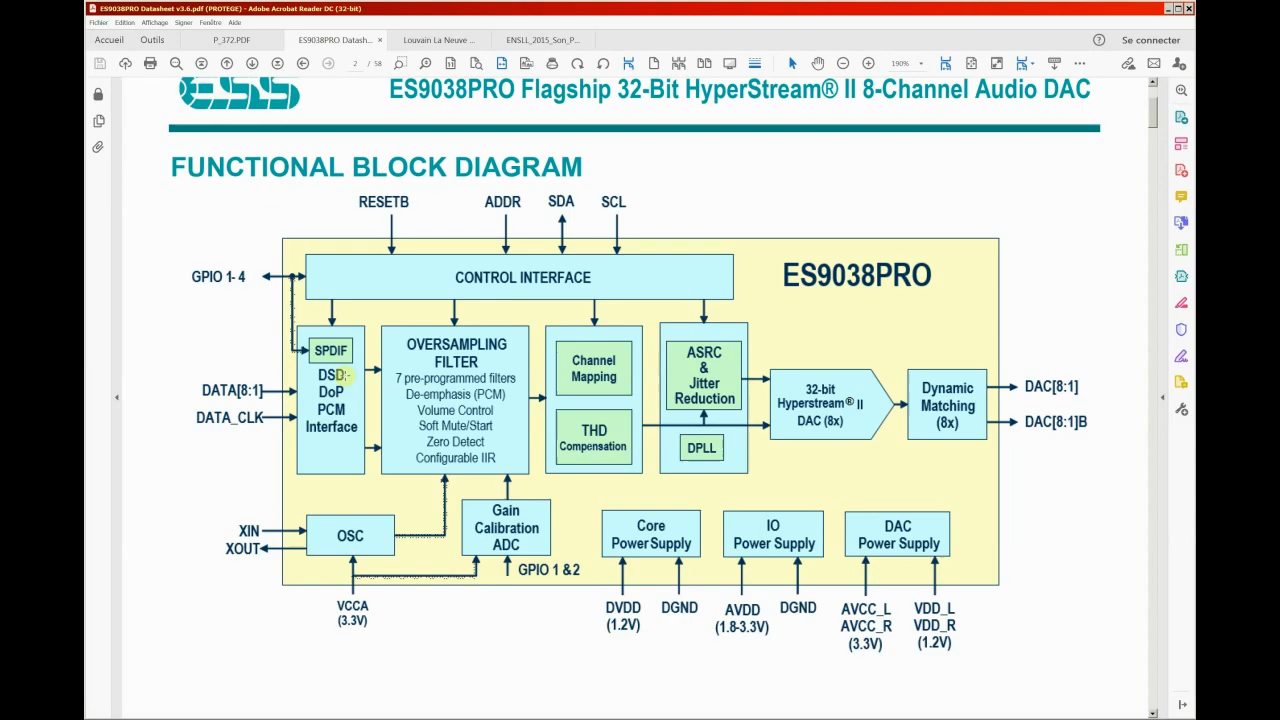 ES9038PRO Datasheet v3.6.pdf (PROTEGE) - Adobe Acrobat Reader DC (32-bit)
Fichier Edition Affichage Signer Fenêtre Aide
Accueil Outils P_372.PDF ES9038PRO Datash... × Louvain La Neuve ... ENSLL_2015_Son_P... Se connecter
2 / 58 190%
ESS ES9038PRO Flagship 32-Bit HyperStream® II 8-Channel Audio DAC
FUNCTIONAL BLOCK DIAGRAM
RESETB ADDR SDA SCL
GPIO 1- 4
CONTROL INTERFACE
ES9038PRO
SPDIF
DSD
DoP
PCM
Interface
DATA[8:1]
DATA_CLK
OVERSAMPLING
FILTER
7 pre-programmed filters
De-emphasis (PCM)
Volume Control
Soft Mute/Start
Zero Detect
Configurable IIR
Channel
Mapping
THD
Compensation
ASRC
&
Jitter
Reduction
DPLL
32-bit
Hyperstream® II
DAC (8x)
Dynamic
Matching
(8x)
DAC[8:1]
DAC[8:1]B
XIN
XOUT
OSC
Gain
Calibration
ADC
GPIO 1 &2
Core
Power Supply
IO
Power Supply
DAC
Power Supply
VCCA
(3.3V)
DVDD
(1.2V)
DGND
AVDD
(1.8-3.3V)
DGND
AVCC_L
AVCC_R
(3.3V)
VDD_L
VDD_R
(1.2V)